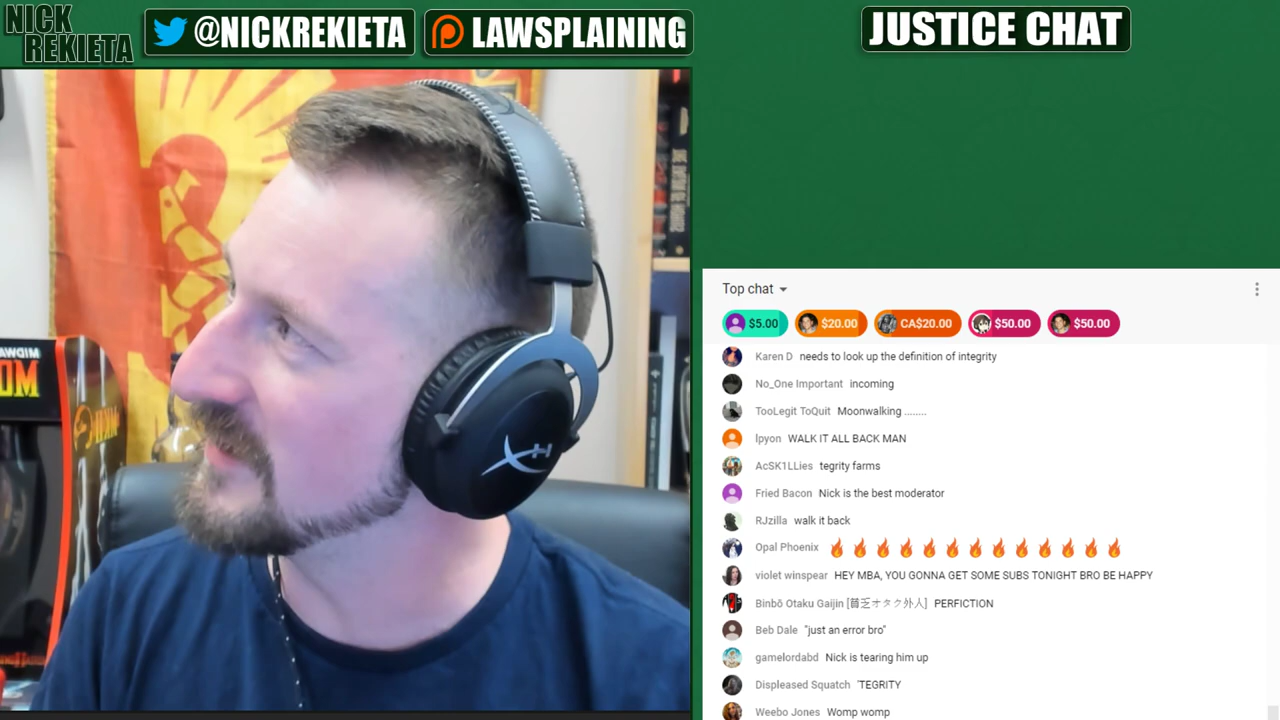 NICK
REKIETA
@NICKREKIETA
LAWSPLAINING
JUSTICE CHAT
Top chat
$5.00
$20.00
CA$20.00
$50.00
$50.00
Karen D needs to look up the definition of integrity
No_One Important incoming
TooLegit ToQuit Moonwalking ........
lpyon WALK IT ALL BACK MAN
AcSK1LLies tegrity farms
Fried Bacon Nick is the best moderator
RJzilla walk it back
Opal Phoenix 🔥🔥🔥🔥🔥🔥🔥🔥🔥🔥🔥🔥🔥
violet winspear HEY MBA, YOU GONNA GET SOME SUBS TONIGHT BRO BE HAPPY
Binbō Otaku Gaijin [貧乏オタク外人] PERFICTION
Beb Dale "just an error bro"
gamelordabd Nick is tearing him up
Displeased Squatch 'TEGRITY
Weebo Jones Womp womp
MIDWA